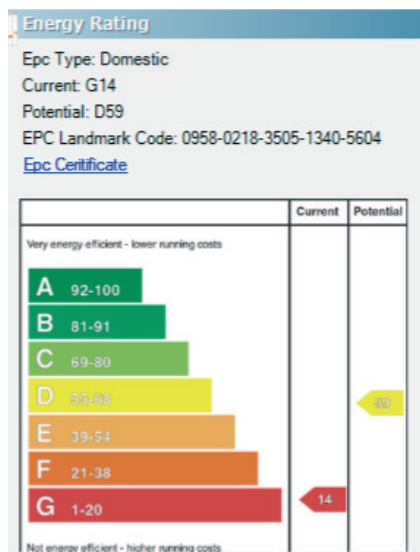 Energy Rating
Epc Type: Domestic
Current: G14
Potential: D59
EPC Landmark Code: 0958-0218-3505-1340-5604
Epc Certificate
Current Potential
Very energy efficient - lower running costs
A 92-100
B 81-91
C 69-80
D 55-68
59
E 39-54
F 21-38
G 1-20
14
Not energy efficient - higher running costs